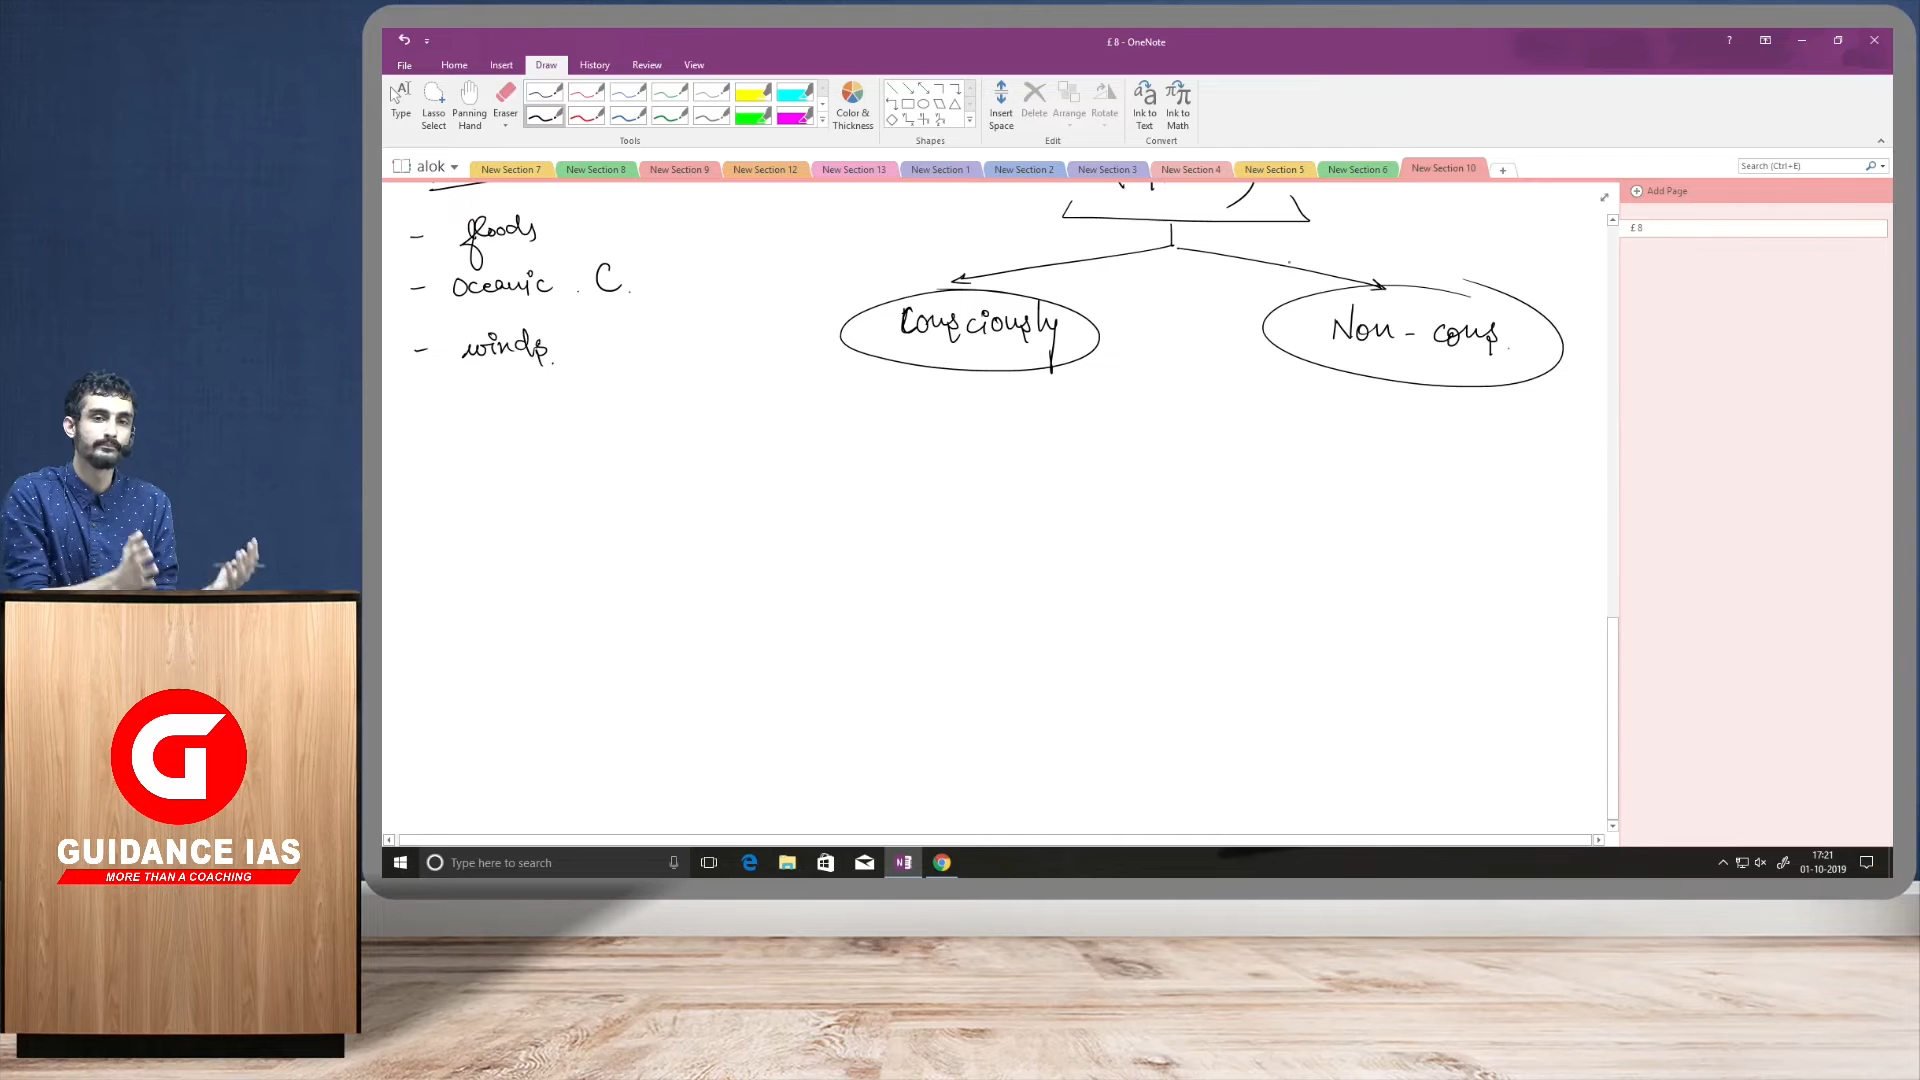 £ 8 - OneNote
?
File
Home
Insert
Draw
History
Review
View
Type
Lasso Select
Panning Hand
Eraser
Color & Thickness
Insert Space
Delete
Arrange
Rotate
Ink to Text
Ink to Math
Tools
Shapes
Edit
Convert
alok
New Section 7
New Section 8
New Section 9
New Section 12
New Section 13
New Section 1
New Section 2
New Section 3
New Section 4
New Section 5
New Section 6
New Section 10
Search (Ctrl+E)
Add Page
£ 8
- floods
- oceanic . C.
- winds.
Consciously
Non - cons.
Type here to search
17:21
01-10-2019
G
GUIDANCE IAS
MORE THAN A COACHING